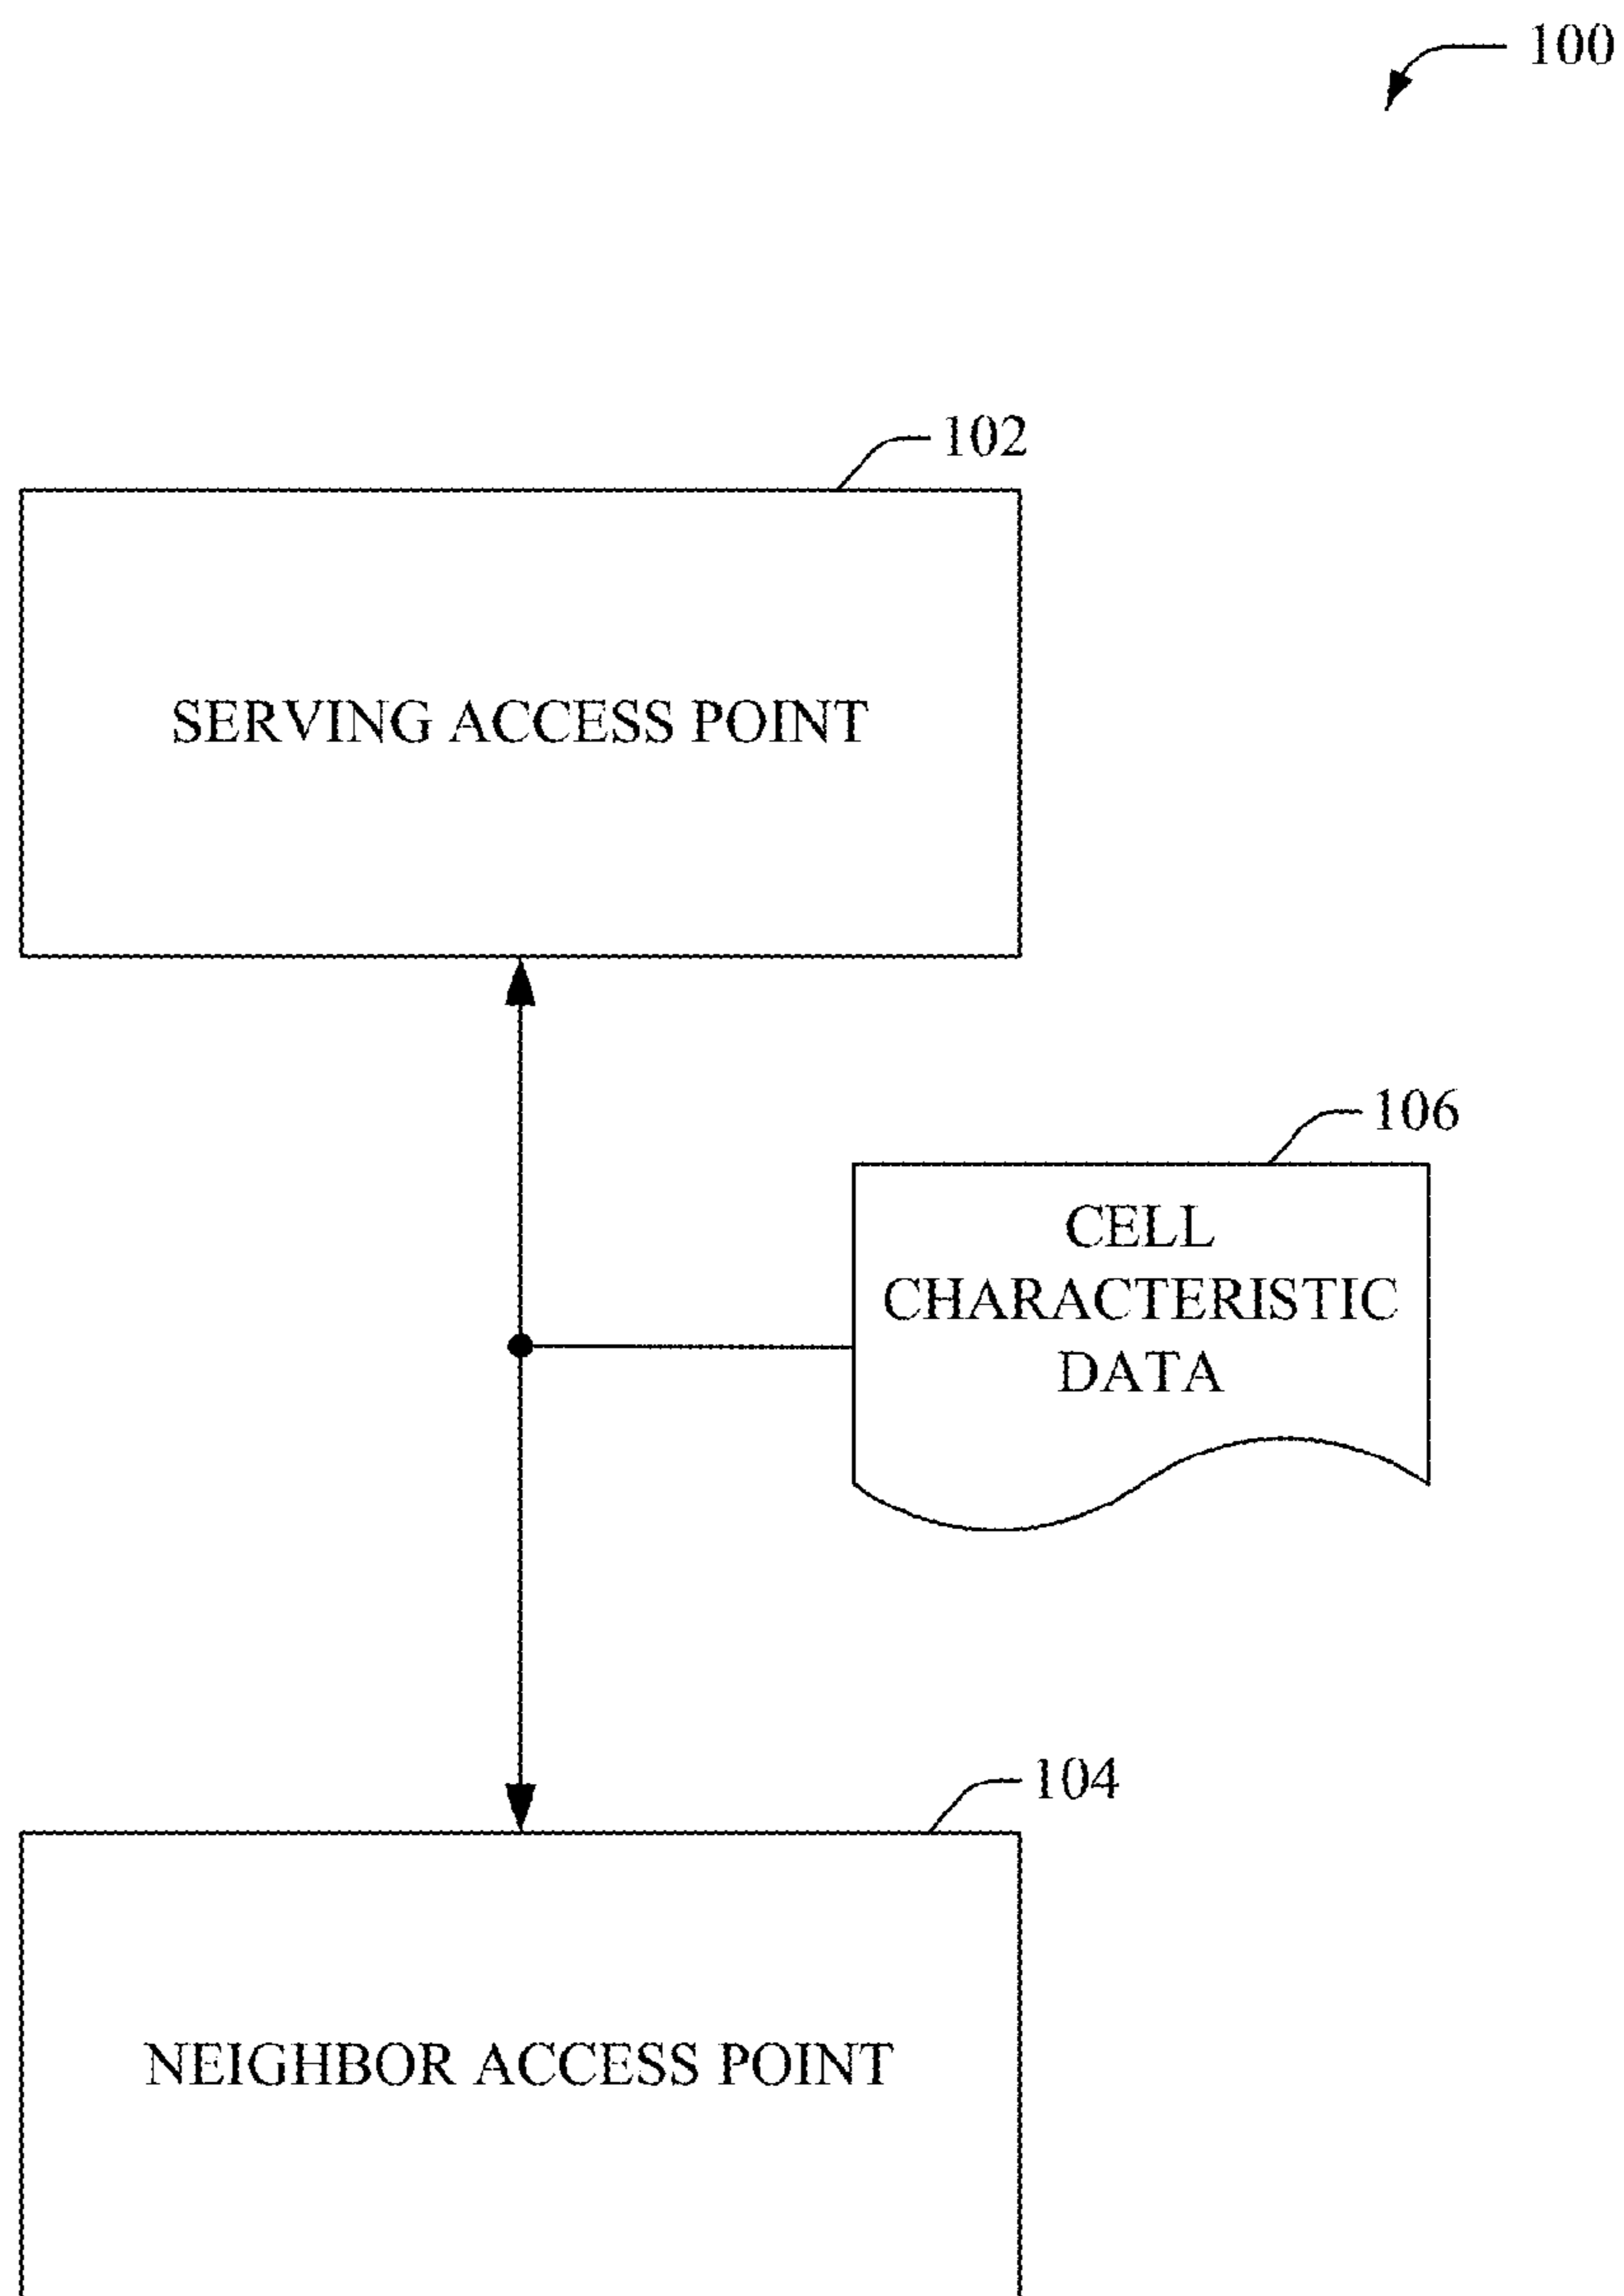 100
102
SERVING ACCESS POINT
106
CELL
CHARACTERISTIC
DATA
104
NEIGHBOR ACCESS POINT